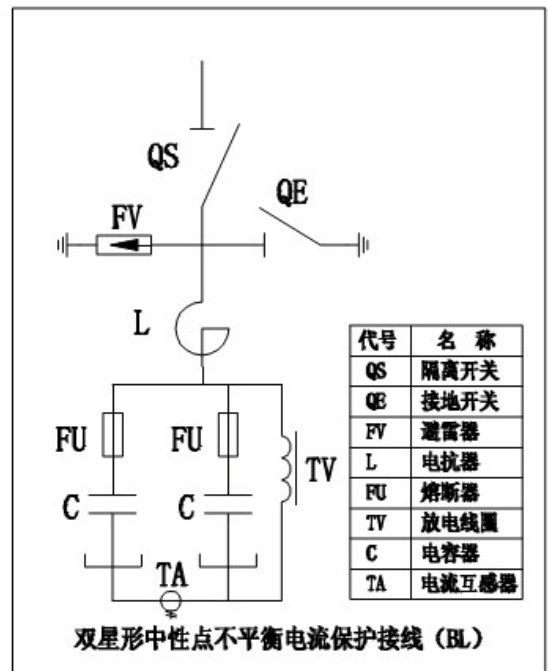 QS
QE
FV
L
FU
FU
TV
C
C
TA
代号 名 称
QS 隔离开关
QE 接地开关
FV 避雷器
L 电抗器
FU 熔断器
TV 放电线圈
C 电容器
TA 电流互感器
双星形中性点不平衡电流保护接线（BL）